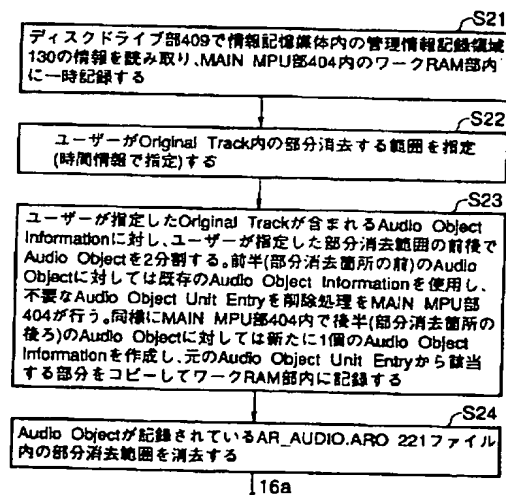 S21
ディスクドライブ部409で情報記憶媒体内の管理情報記録領域
130の情報を読み取り、MAIN MPU部404内のワークRAM部内
に一時記録する
S22
ユーザーがOriginal Track内の部分消去する範囲を指定
(時間情報で指定)する
S23
ユーザーが指定したOriginal Trackが含まれるAudio Object
Informationに対し、ユーザーが指定した部分消去範囲の前後で
Audio Objectを2分割する。前半(部分消去箇所の前)のAudio
Objectに対しては既存のAudio Object Informationを使用し、
不要なAudio Object Unit Entryを削除処理をMAIN MPU部
404が行う。同様にMAIN MPU部404内で後半(部分消去箇所の
後ろ)のAudio Objectに対しては新たに1個のAudio Object
Informationを作成し、元のAudio Object Unit Entryから該当
する部分をコピーしてワークRAM部内に記録する
S24
Audio Objectが記録されているAR_AUDIO.ARO 221ファイル
内の部分消去範囲を消去する
16a